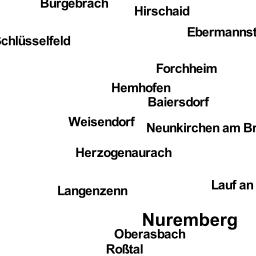 Burgebrach
Hirschaid
Ebermannst
Schlüsselfeld
Forchheim
Hemhofen
Baiersdorf
Weisendorf
Neunkirchen am Br
Herzogenaurach
Lauf an
Langenzenn
Nuremberg
Oberasbach
Roßtal